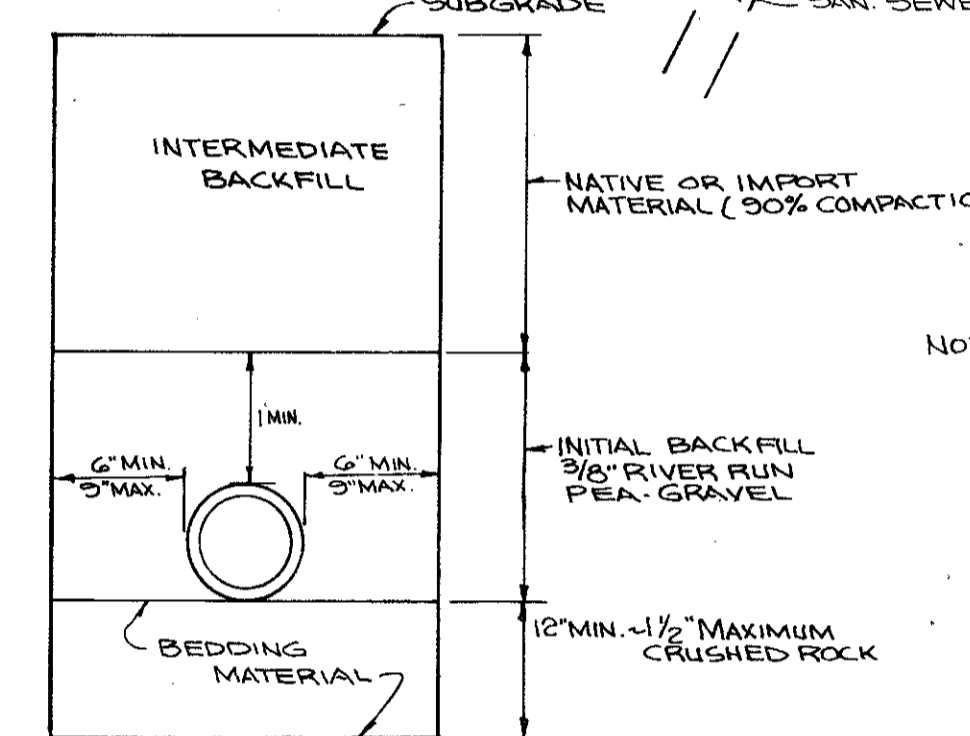 SUBGRADE
SAN. SEWE
INTERMEDIATE
BACKFILL
NATIVE OR IMPORT
MATERIAL (90% COMPACTIO
NO
1' MIN.
6" MIN.
9" MAX.
6" MIN.
9" MAX.
INITIAL BACKFILL
3/8" RIVER RUN
PEA-GRAVEL
12" MIN. ~ 1 1/2" MAXIMUM
CRUSHED ROCK
BEDDING
MATERIAL